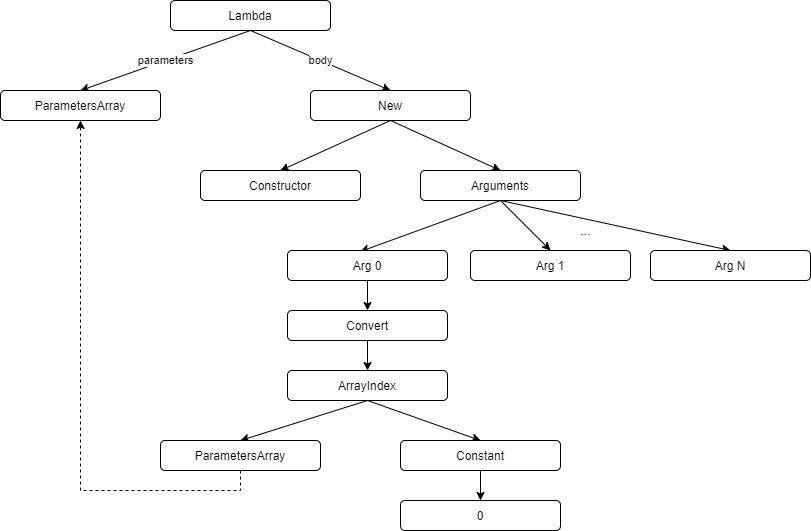 Lambda
parameters
body
ParametersArray
New
Constructor
Arguments
...
Arg 0
Arg 1
Arg N
Convert
ArrayIndex
ParametersArray
Constant
0